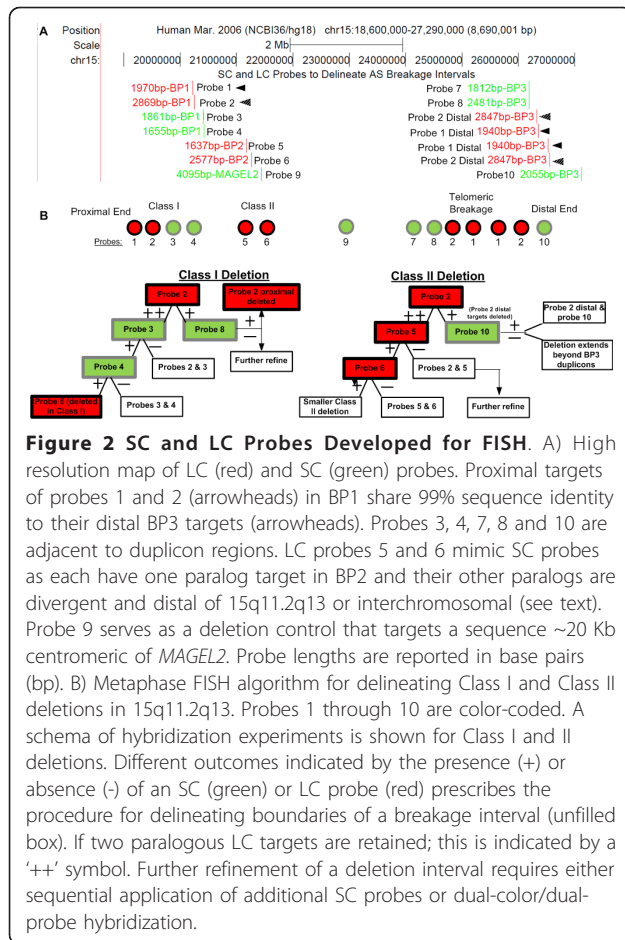 A
Position Human Mar. 2006 (NCBI36/hg18) chr15:18,600,000-27,290,000 (8,690,001 bp)
Scale 2 Mb
chr15: 20000000 21000000 22000000 23000000 24000000 25000000 26000000 27000000
SC and LC Probes to Delineate AS Breakage Intervals
1970bp-BP1 Probe 1 Probe 7 1812bp-BP3
2869bp-BP1 Probe 2 Probe 8 2481bp-BP3
1861bp-BP1 Probe 3 Probe 2 Distal 2847bp-BP3
1655bp-BP1 Probe 4 Probe 1 Distal 1940bp-BP3
1637bp-BP2 Probe 5 Probe 1 Distal 1940bp-BP3
2577bp-BP2 Probe 6 Probe 2 Distal 2847bp-BP3
4095bp-MAGEL2 Probe 9 Probe10 2055bp-BP3
B
Proximal End Class I Class II Telomeric Breakage Distal End
Probes: 1 2 3 4 5 6 9 7 8 2 1 1 2 10
Class I Deletion
Probe 2
Probe 2 proximal deleted
++ +
Probe 3
Probe 8
+ −
+ −
Probe 4
Probes 2 & 3
Further refine
+ −
Probe 5 (deleted in Class I)
Probes 3 & 4
Class II Deletion
Probe 2
++ +
(Probe 2 distal targets deleted)
Probe 5
Probe 10
+ −
+ −
Probe 2 distal & probe 10
Deletion extends beyond BP3 duplicons
Probe 6
Probes 2 & 5
+ −
Smaller Class II deletion
Probes 5 & 6
Further refine
Figure 2 SC and LC Probes Developed for FISH. A) High
resolution map of LC (red) and SC (green) probes. Proximal targets
of probes 1 and 2 (arrowheads) in BP1 share 99% sequence identity
to their distal BP3 targets (arrowheads). Probes 3, 4, 7, 8 and 10 are
adjacent to duplicon regions. LC probes 5 and 6 mimic SC probes
as each have one paralog target in BP2 and their other paralogs are
divergent and distal of 15q11.2q13 or interchromosomal (see text).
Probe 9 serves as a deletion control that targets a sequence ~20 Kb
centromeric of MAGEL2. Probe lengths are reported in base pairs
(bp). B) Metaphase FISH algorithm for delineating Class I and Class II
deletions in 15q11.2q13. Probes 1 through 10 are color-coded. A
schema of hybridization experiments is shown for Class I and II
deletions. Different outcomes indicated by the presence (+) or
absence (-) of an SC (green) or LC probe (red) prescribes the
procedure for delineating boundaries of a breakage interval (unfilled
box). If two paralogous LC targets are retained; this is indicated by a
'++' symbol. Further refinement of a deletion interval requires either
sequential application of additional SC probes or dual-color/dual-
probe hybridization.